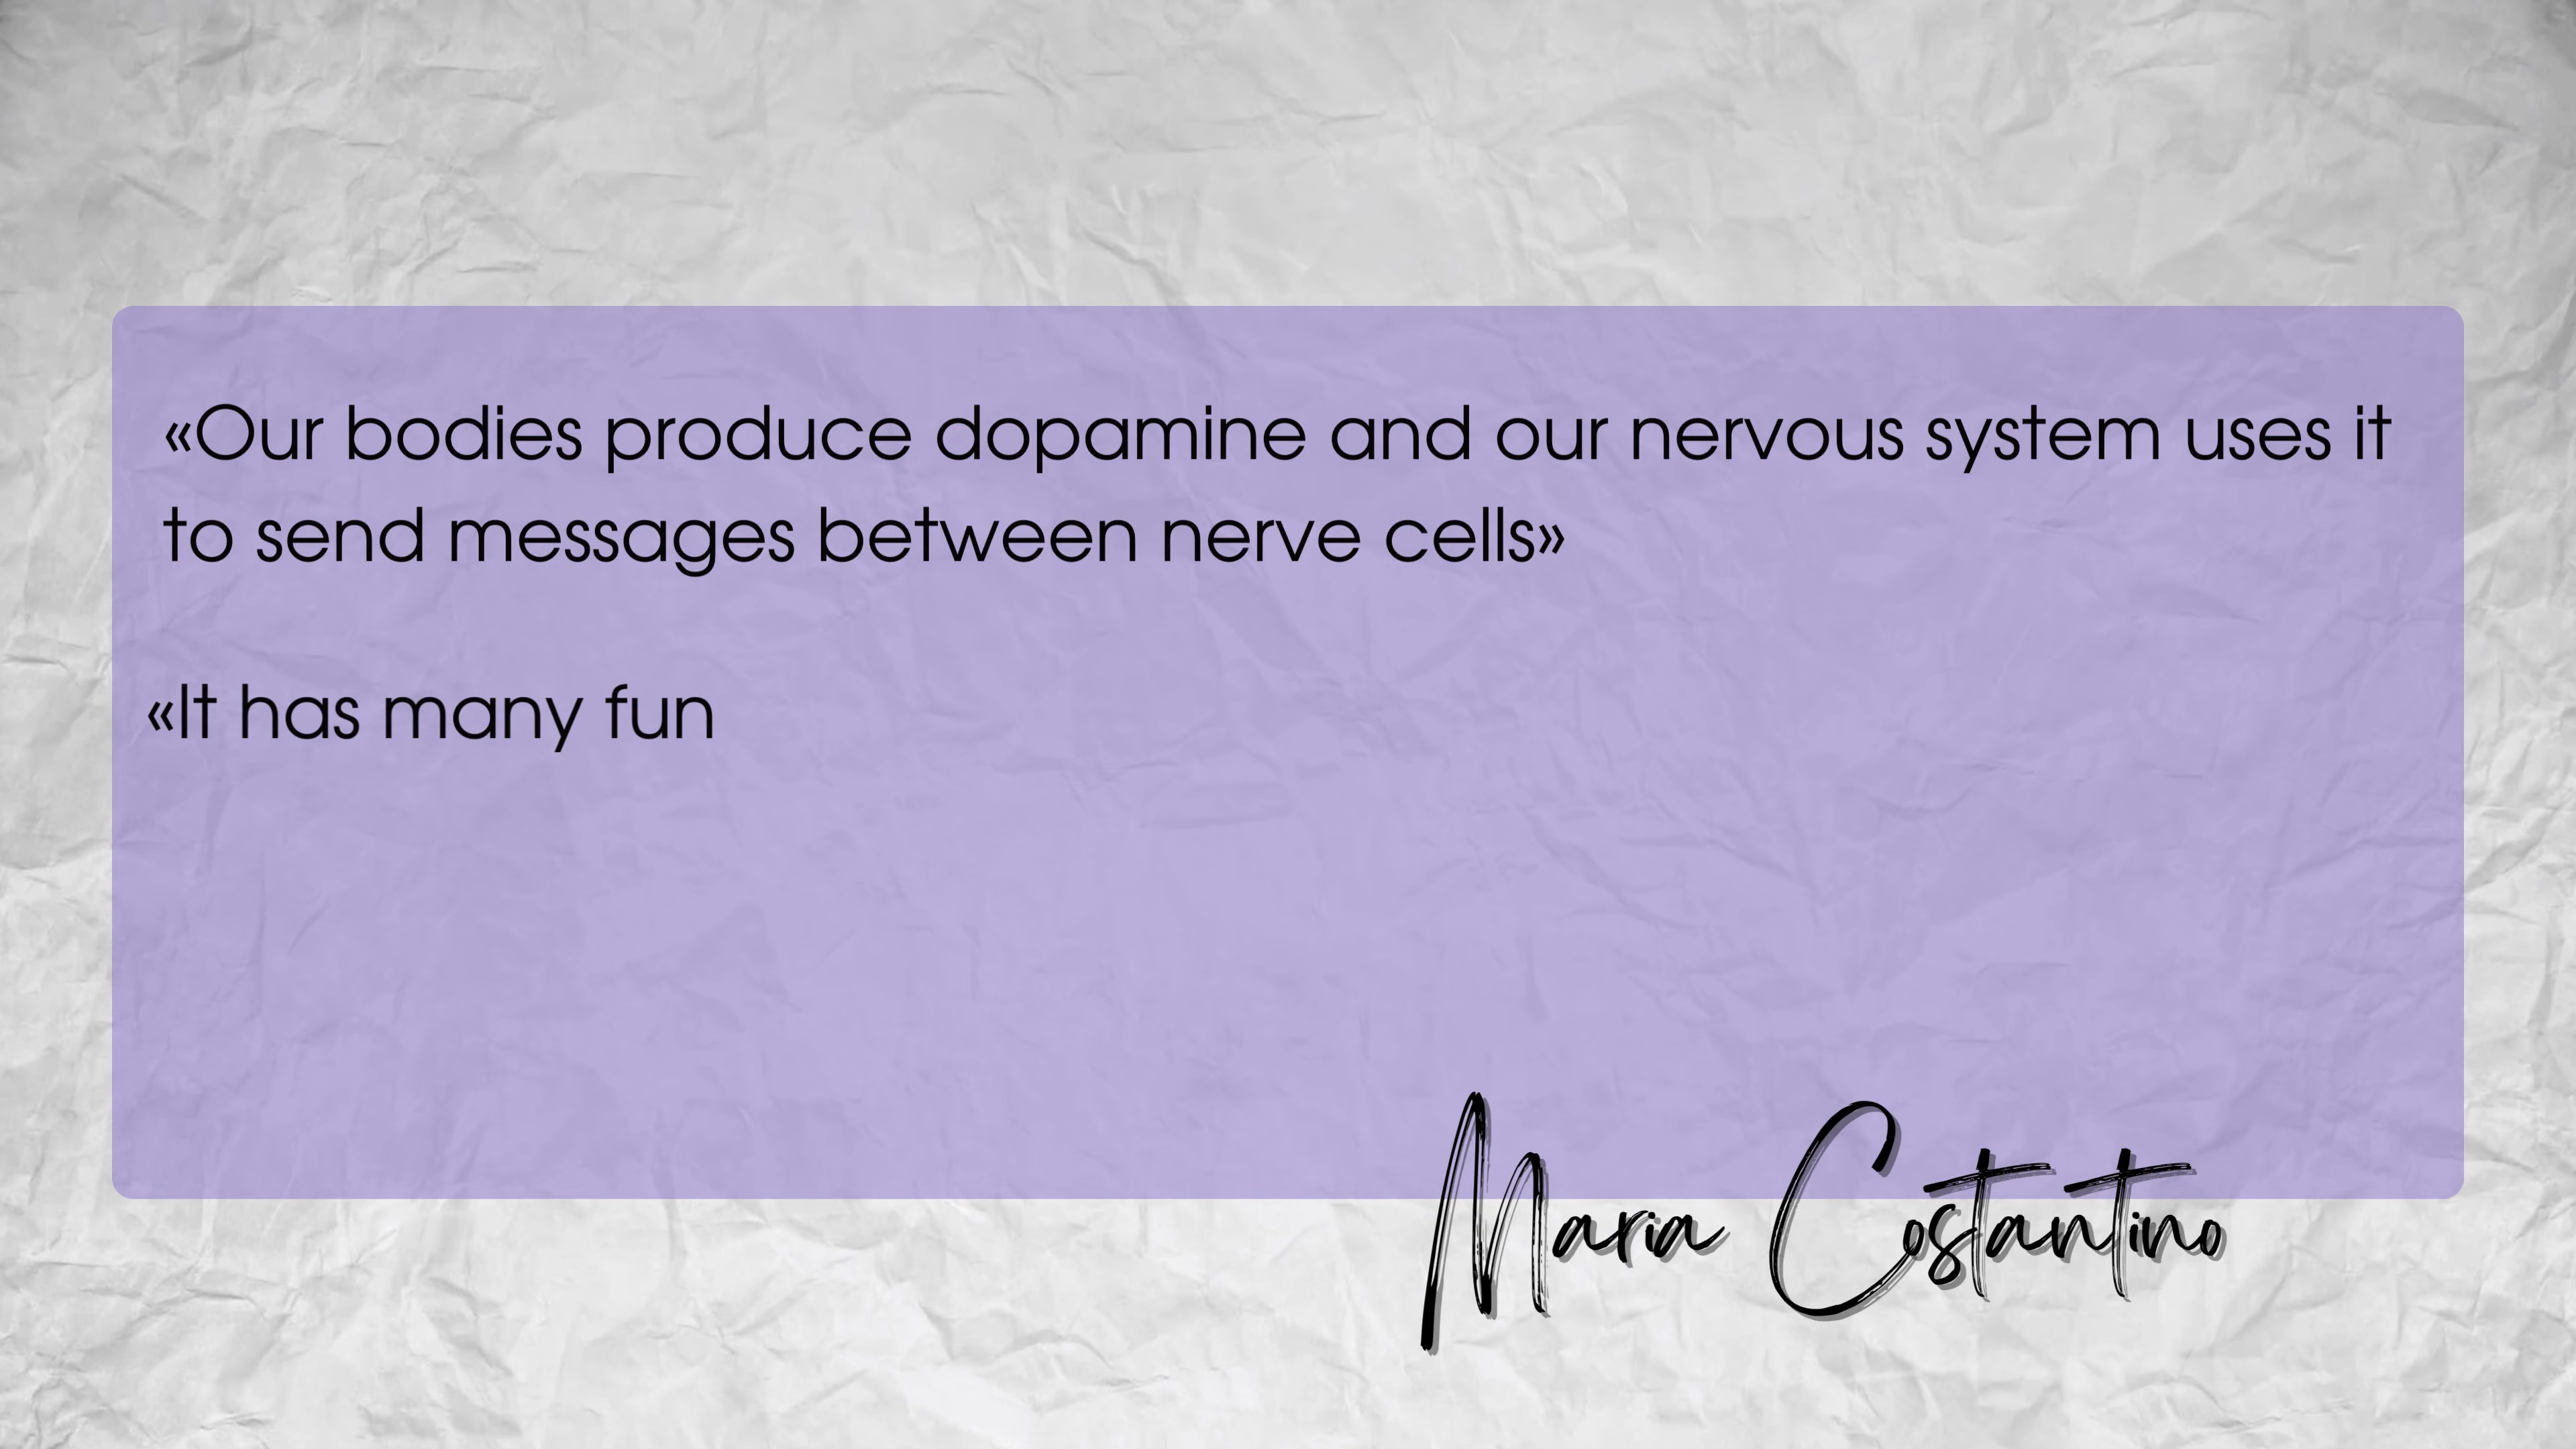 «Our bodies produce dopamine and our nervous system uses it
to send messages between nerve cells»
«It has many fun
Maria Costantino